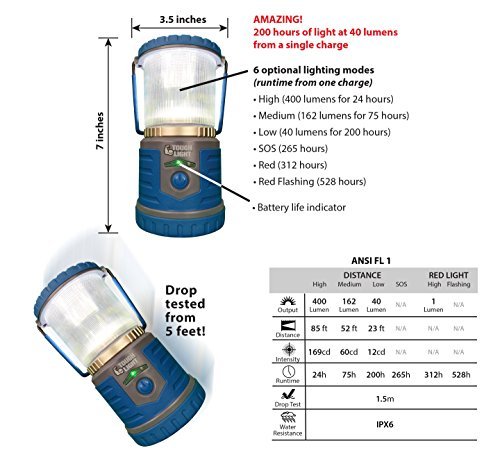 3.5 inches
7 inches
AMAZING!
200 hours of light at 40 lumens
from a single charge
6 optional lighting modes
(runtime from one charge)
• High (400 lumens for 24 hours)
• Medium (162 lumens for 75 hours)
• Low (40 lumens for 200 hours)
• SOS (265 hours)
• Red (312 hours)
• Red Flashing (528 hours)
• Battery life indicator
TOUGH
LIGHT
Drop
tested
from
5 feet!
TOUGH
LIGHT
ANSI FL 1
DISTANCE RED LIGHT
High Medium Low SOS High Flashing
Output 400 Lumen 162 Lumen 40 Lumen N/A 1 Lumen N/A
Distance 85 ft 52 ft 23 ft N/A N/A N/A
Intensity 169cd 60cd 12cd N/A N/A N/A
Runtime 24h 75h 200h 265h 312h 528h
Drop Test 1.5m
Water Resistance IPX6